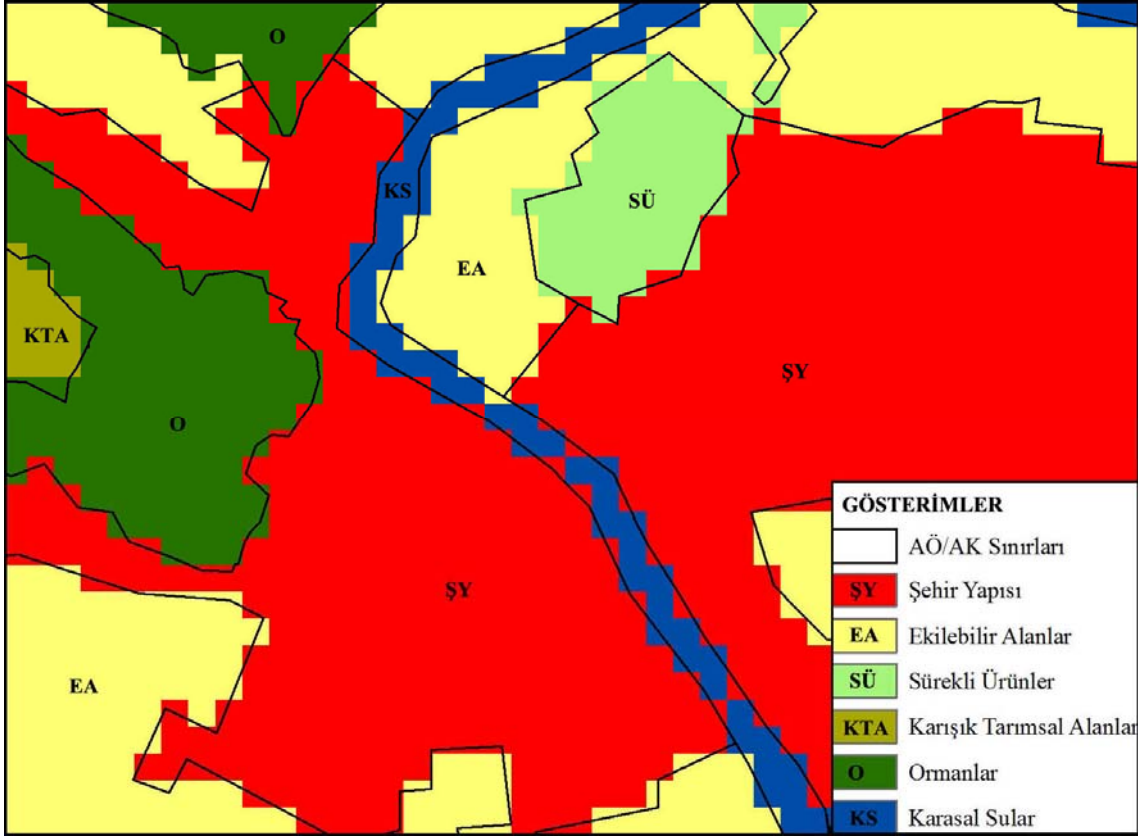 O
KS
SÜ
EA
KTA
ŞY
O
ŞY
EA
GÖSTERİMLER
AÖ/AK Sınırları
ŞY Şehir Yapısı
EA Ekilebilir Alanlar
SÜ Sürekli Ürünler
KTA Karışık Tarımsal Alanlar
O Ormanlar
KS Karasal Sular